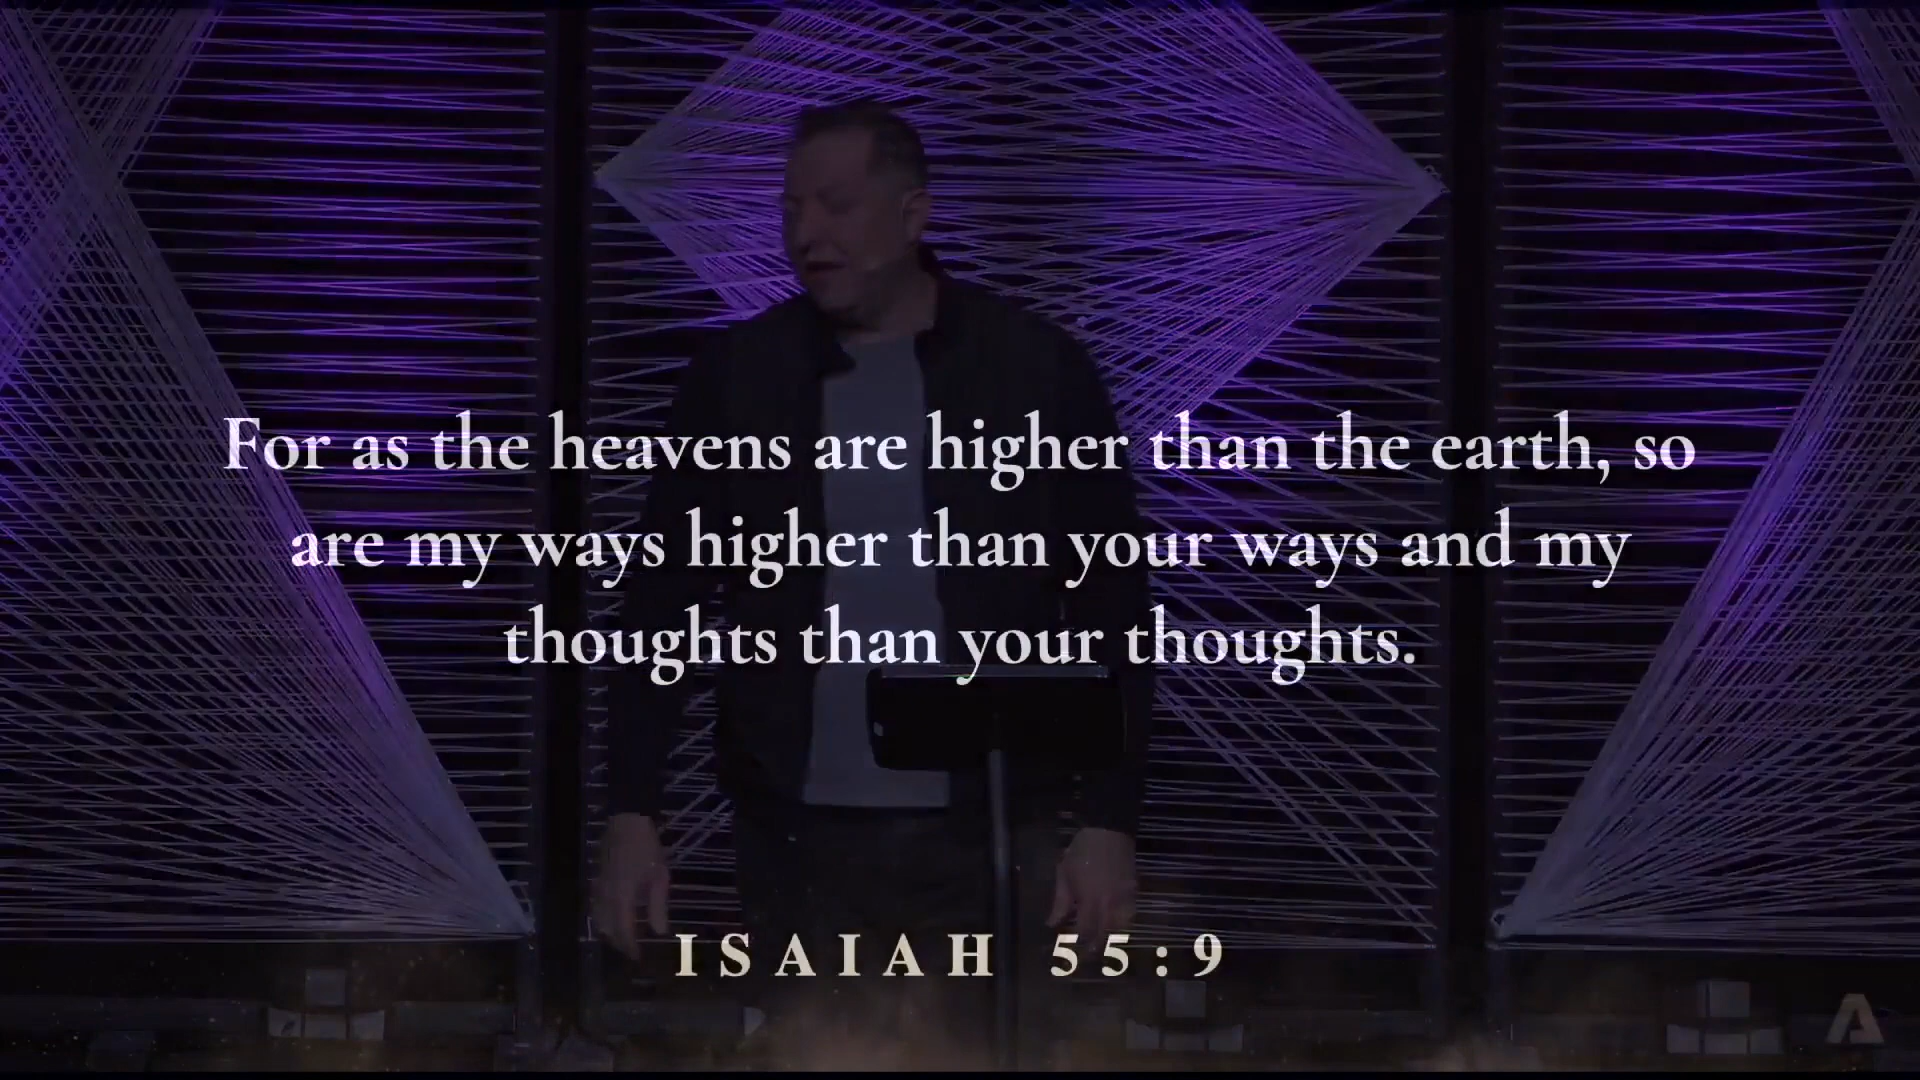 For as the heavens are higher than the earth, so
are my ways higher than your ways and my
thoughts than your thoughts.
ISAIAH 55:9